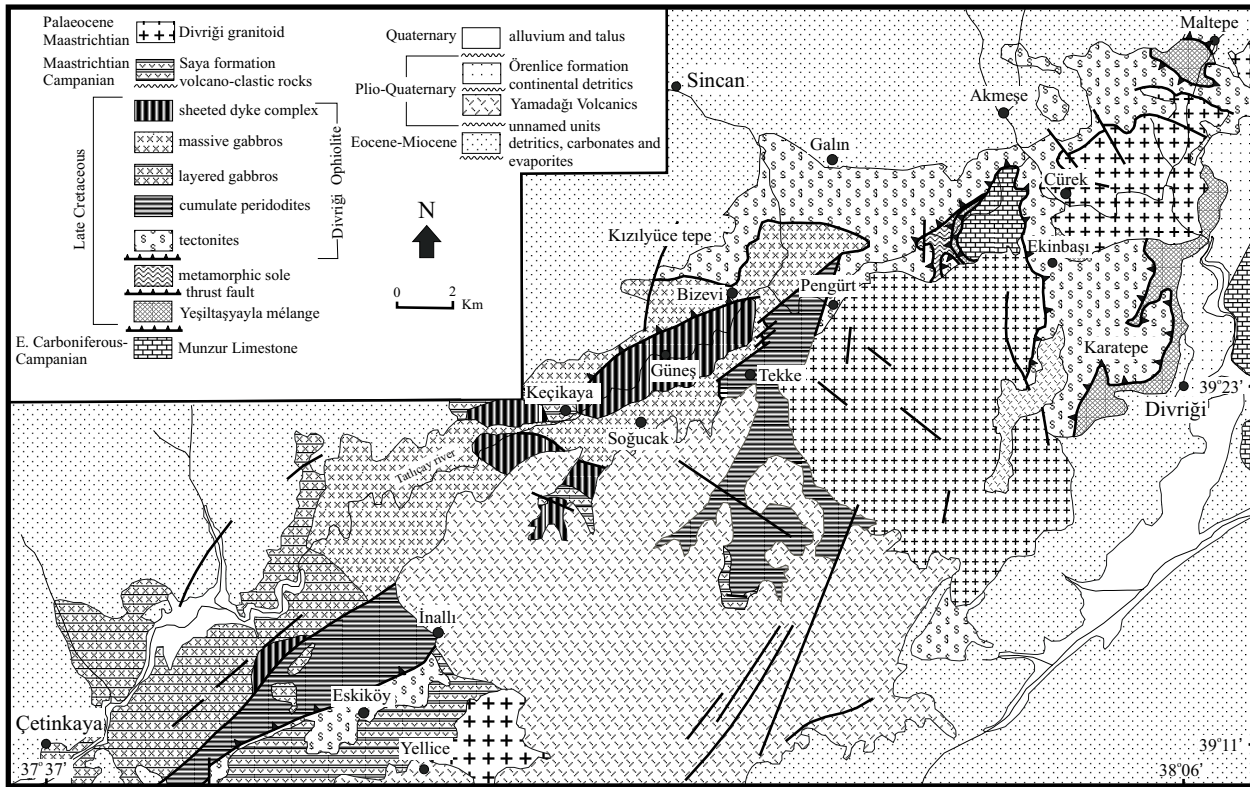 Palaeocene
Maastrichtian
Divriği granitoid
Maastrichtian
Campanian
Saya formation
volcano-clastic rocks
sheeted dyke complex
massive gabbros
layered gabbros
cumulate peridodites
tectonites
metamorphic sole
thrust fault
Yeşiltaşyayla mélange
E. Carboniferous-
Campanian
Munzur Limestone
Late Cretaceous
Divriği Ophiolite
Quaternary
alluvium and talus
Örenlice formation
continental detritics
Plio-Quaternary
Yamadağı Volcanics
unnamed units
Eocene-Miocene
detritics, carbonates and
evaporites
N
0 2
Km
Maltepe
Sincan
Akmeşe
Galın
Cürek
Kızılyüce tepe
Ekinbaşı
Bizevi
Pengürt
Karatepe
Güneş
Tekke
39°23'
Keçikaya
Divriği
Soğucak
Tatlıçay river
İnallı
Eskiköy
Çetinkaya
Yellice
39°11'
37°37'
38°06'